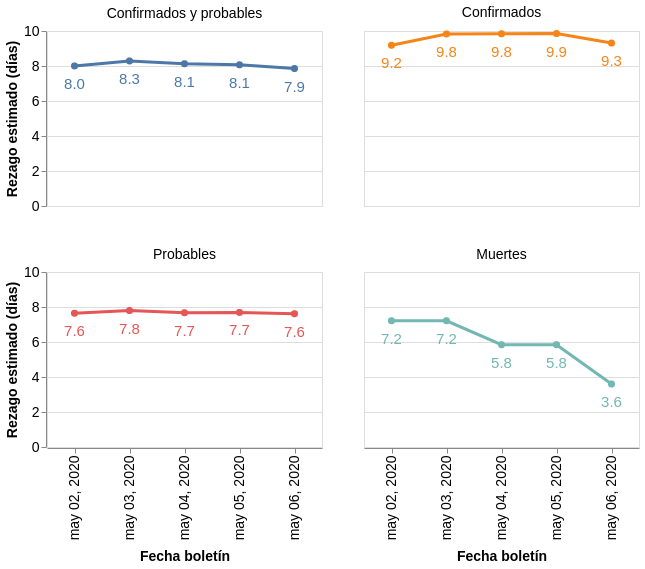 Confirmados y probables
Confirmados
10
8
6
4
2
0
Rezago estimado (días)
8.0
8.3
8.1
8.1
7.9
9.2
9.8
9.8
9.9
9.3
Probables
Muertes
10
8
6
4
2
0
Rezago estimado (días)
7.6
7.8
7.7
7.7
7.6
7.2
7.2
5.8
5.8
3.6
may 02, 2020
may 03, 2020
may 04, 2020
may 05, 2020
may 06, 2020
may 02, 2020
may 03, 2020
may 04, 2020
may 05, 2020
may 06, 2020
Fecha boletín
Fecha boletín